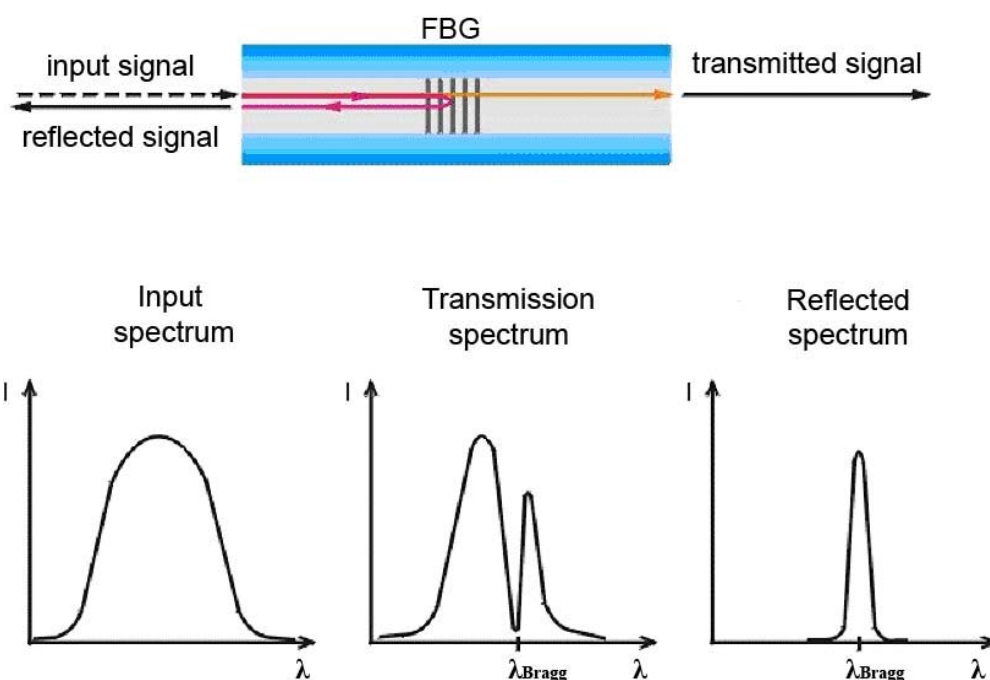 FBG
input signal
transmitted signal
reflected signal
Input
spectrum
Transmission
spectrum
Reflected
spectrum
I
I
I
λ
λBragg
λ
λBragg
λ